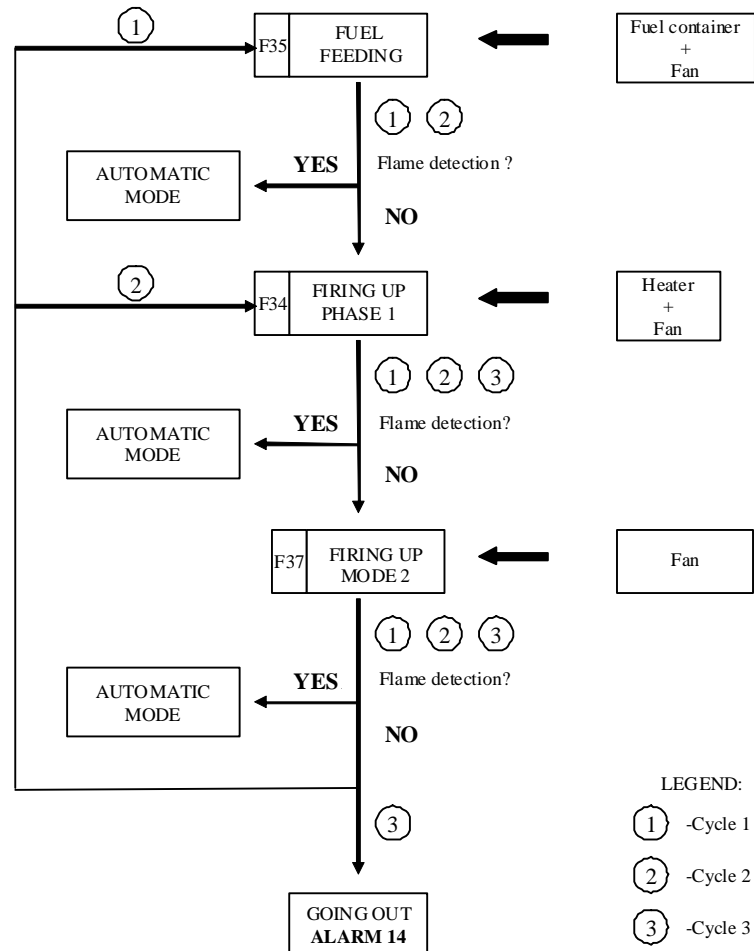 1
F35
FUEL
FEEDING
Fuel container
+
Fan
1 2
YES
Flame detection ?
AUTOMATIC
MODE
NO
2
F34
FIRING UP
PHASE 1
Heater
+
Fan
1 2 3
YES
Flame detection?
AUTOMATIC
MODE
NO
F37
FIRING UP
MODE 2
Fan
1 2 3
YES
Flame detection?
AUTOMATIC
MODE
NO
3
GOING OUT
ALARM 14
LEGEND:
1 -Cycle 1
2 -Cycle 2
3 -Cycle 3